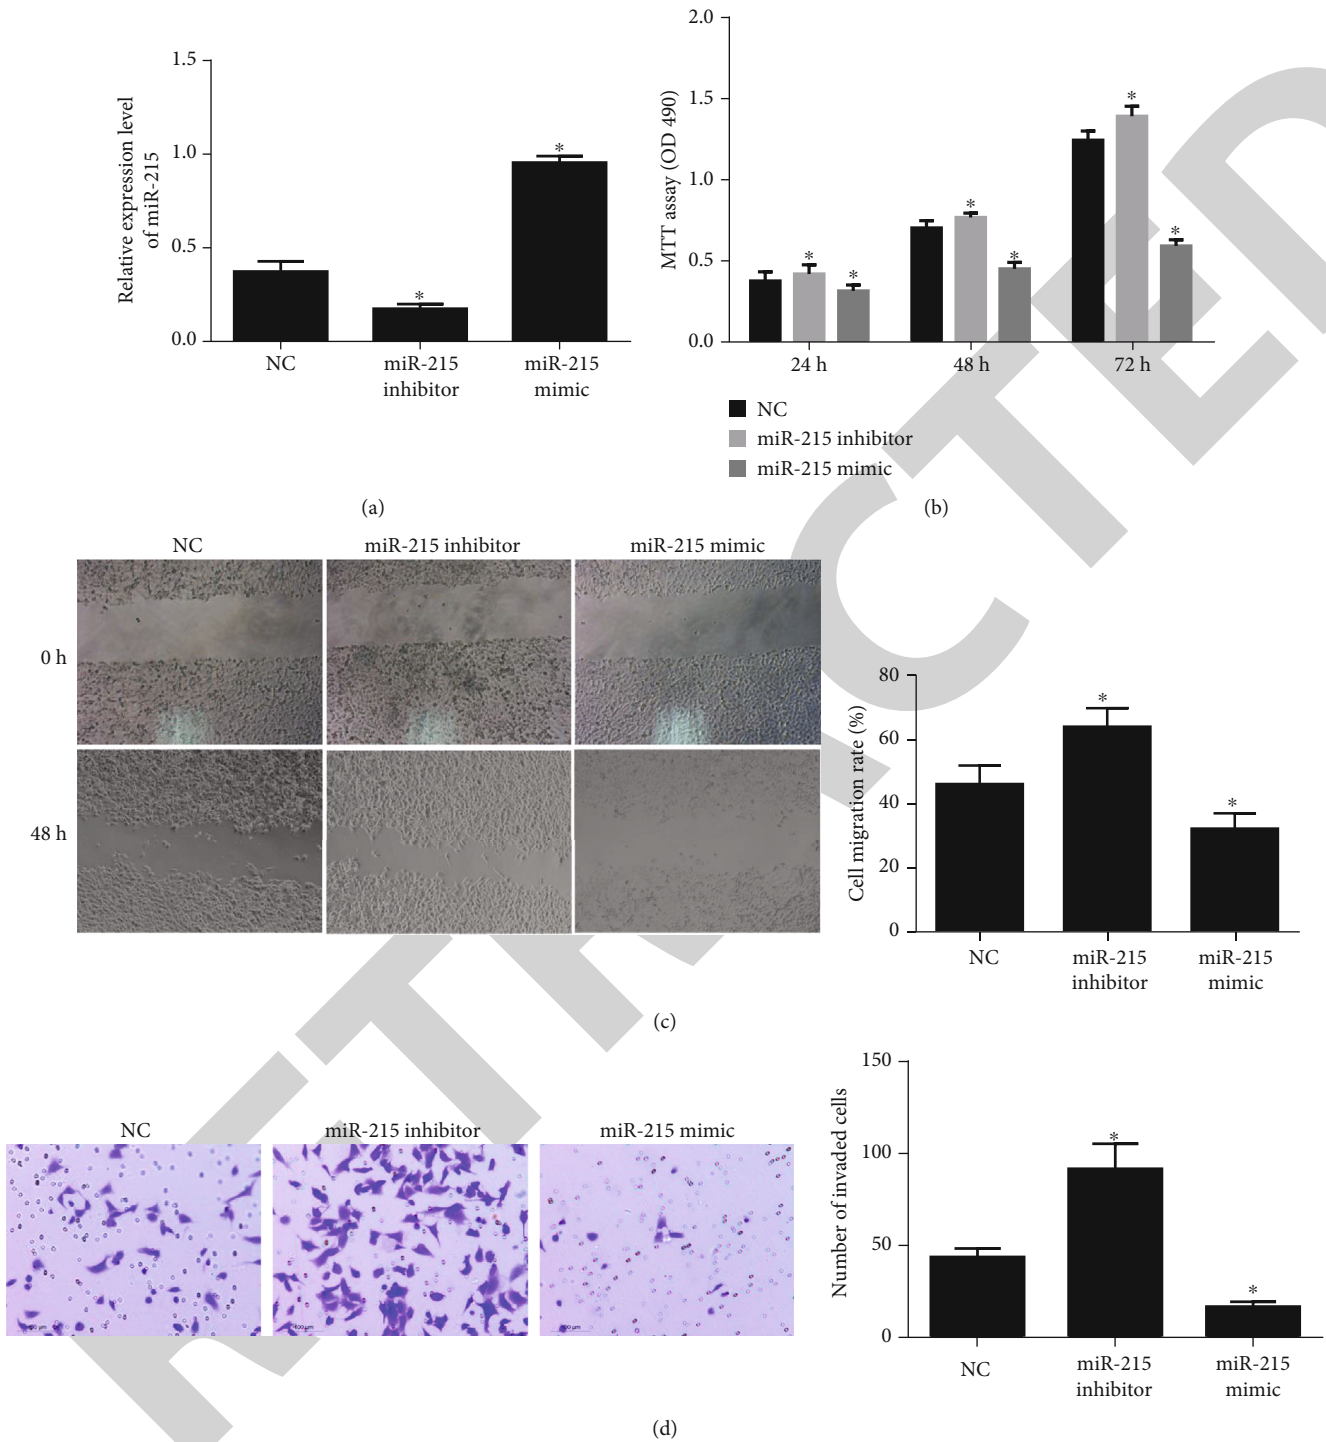 1.5
1.0
0.5
0.0
Relative expression level
of miR-215
*
*
NC
miR-215
inhibitor
miR-215
mimic
(a)
2.0
1.5
1.0
0.5
0.0
MTT assay (OD 490)
*
*
*
*
*
*
24 h
48 h
72 h
NC
miR-215 inhibitor
miR-215 mimic
(b)
NC
miR-215 inhibitor
miR-215 mimic
0 h
48 h
80
60
40
20
0
Cell migration rate (%)
*
*
NC
miR-215
inhibitor
miR-215
mimic
(c)
NC
miR-215 inhibitor
miR-215 mimic
150
100
50
0
Number of invaded cells
*
*
NC
miR-215
inhibitor
miR-215
mimic
(d)